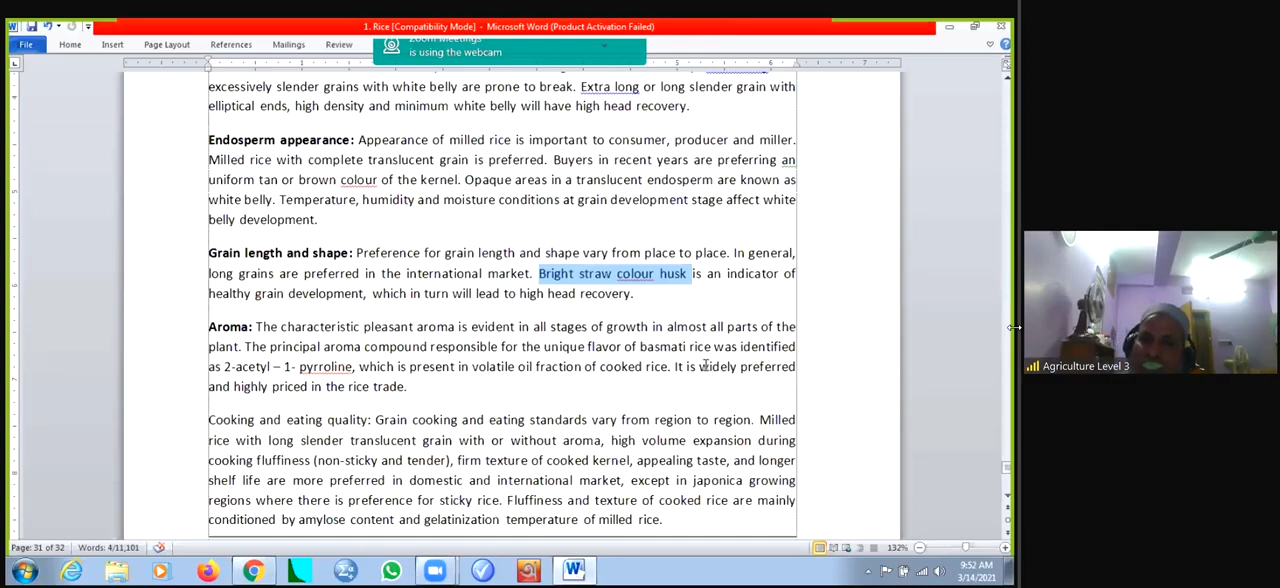 1. Rice [Compatibility Mode] - Microsoft Word (Product Activation Failed)
File Home Insert Page Layout References Mailings Review
Zoom Meetings
is using the webcam
excessively slender grains with white belly are prone to break. Extra long or long slender grain with
elliptical ends, high density and minimum white belly will have high head recovery.
Endosperm appearance: Appearance of milled rice is important to consumer, producer and miller.
Milled rice with complete translucent grain is preferred. Buyers in recent years are preferring an
uniform tan or brown colour of the kernel. Opaque areas in a translucent endosperm are known as
white belly. Temperature, humidity and moisture conditions at grain development stage affect white
belly development.
Grain length and shape: Preference for grain length and shape vary from place to place. In general,
long grains are preferred in the international market. Bright straw colour husk is an indicator of
healthy grain development, which in turn will lead to high head recovery.
Aroma: The characteristic pleasant aroma is evident in all stages of growth in almost all parts of the
plant. The principal aroma compound responsible for the unique flavor of basmati rice was identified
as 2-acetyl – 1- pyrroline, which is present in volatile oil fraction of cooked rice. It is widely preferred
and highly priced in the rice trade.
Cooking and eating quality: Grain cooking and eating standards vary from region to region. Milled
rice with long slender translucent grain with or without aroma, high volume expansion during
cooking fluffiness (non-sticky and tender), firm texture of cooked kernel, appealing taste, and longer
shelf life are more preferred in domestic and international market, except in japonica growing
regions where there is preference for sticky rice. Fluffiness and texture of cooked rice are mainly
conditioned by amylose content and gelatinization temperature of milled rice.
Agriculture Level 3
Page: 31 of 32 Words: 4/11,101 132%
9:52 AM
3/14/2021